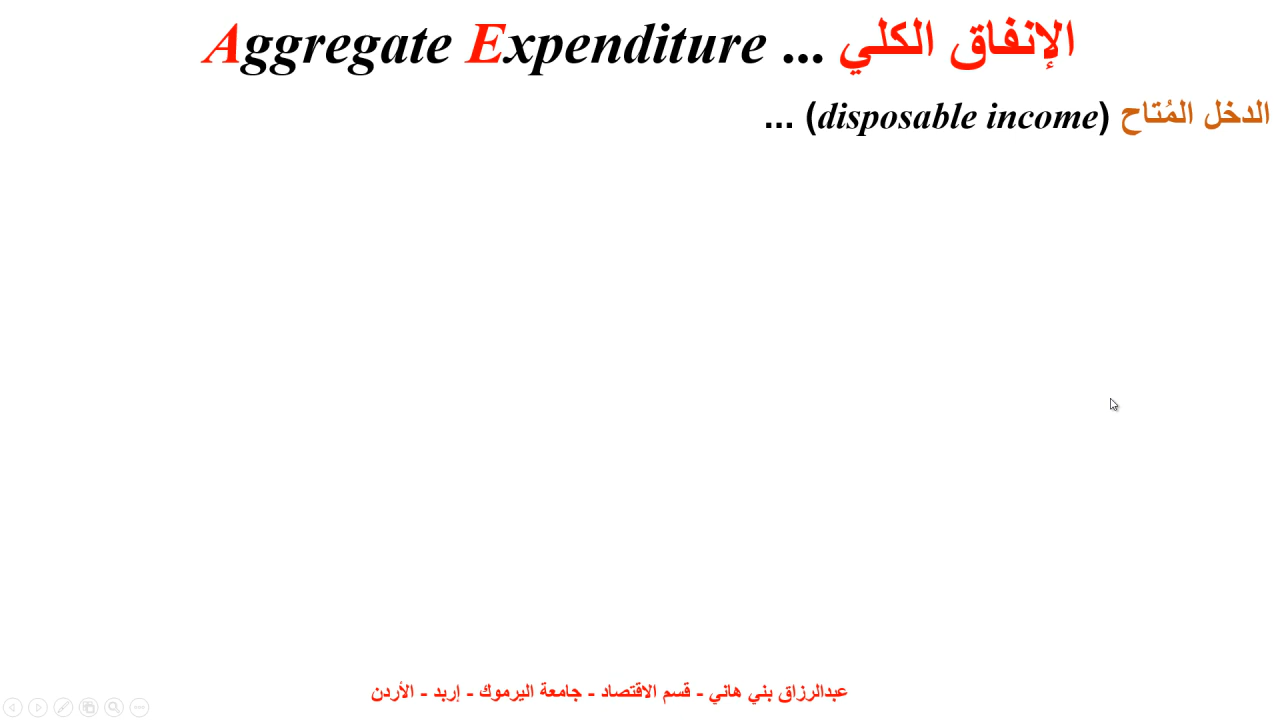 الإنفاق الكلي ... Aggregate Expenditure
الدخل المُتاح (disposable income) ...
عبدالرزاق بني هاني - قسم الاقتصاد - جامعة اليرموك - إربد - الأردن